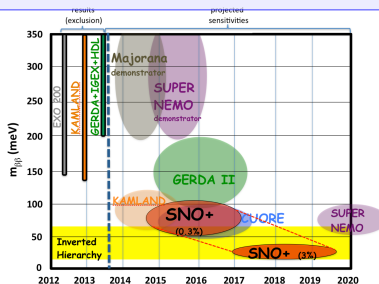 results
(exclusion)
projected
sensitivities
350
300
250
200
150
100
50
0
mββ (meV)
EXO 200
KAMLAND
GERDA+IGEX+HDL
Majorana
demonstrator
SUPER
NEMO
demonstrator
GERDA II
KAMLAND
SNO+
(0.3%)
CUORE
SUPER
NEMO
Inverted
Hierarchy
SNO+ (3%)
2012 2013 2014 2015 2016 2017 2018 2019 2020